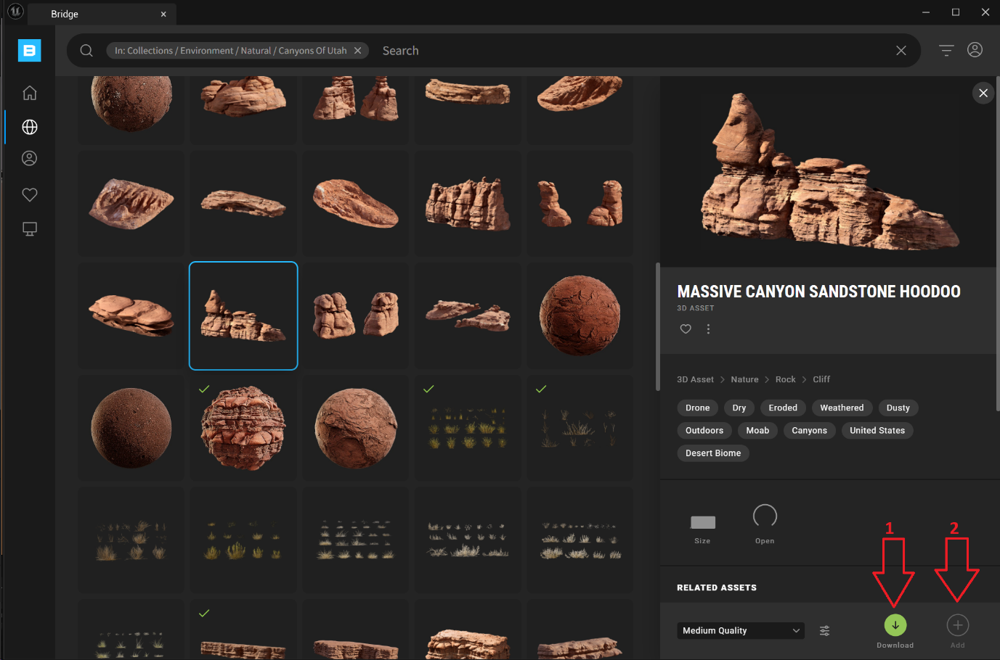 Bridge
B
In: Collections / Environment / Natural / Canyons Of Utah
Search
MASSIVE CANYON SANDSTONE HOODOO
3D ASSET
3D Asset > Nature > Rock > Cliff
Drone Dry Eroded Weathered Dusty
Outdoors Moab Canyons United States
Desert Biome
Size Open
1 2
RELATED ASSETS
Medium Quality
Download Add